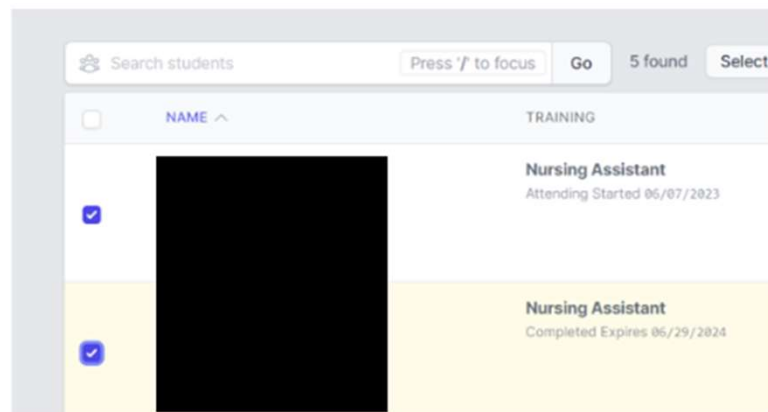 Search students Press '/' to focus Go 5 found Select
NAME TRAINING
Nursing Assistant
Attending Started 06/07/2023
Nursing Assistant
Completed Expires 06/29/2024